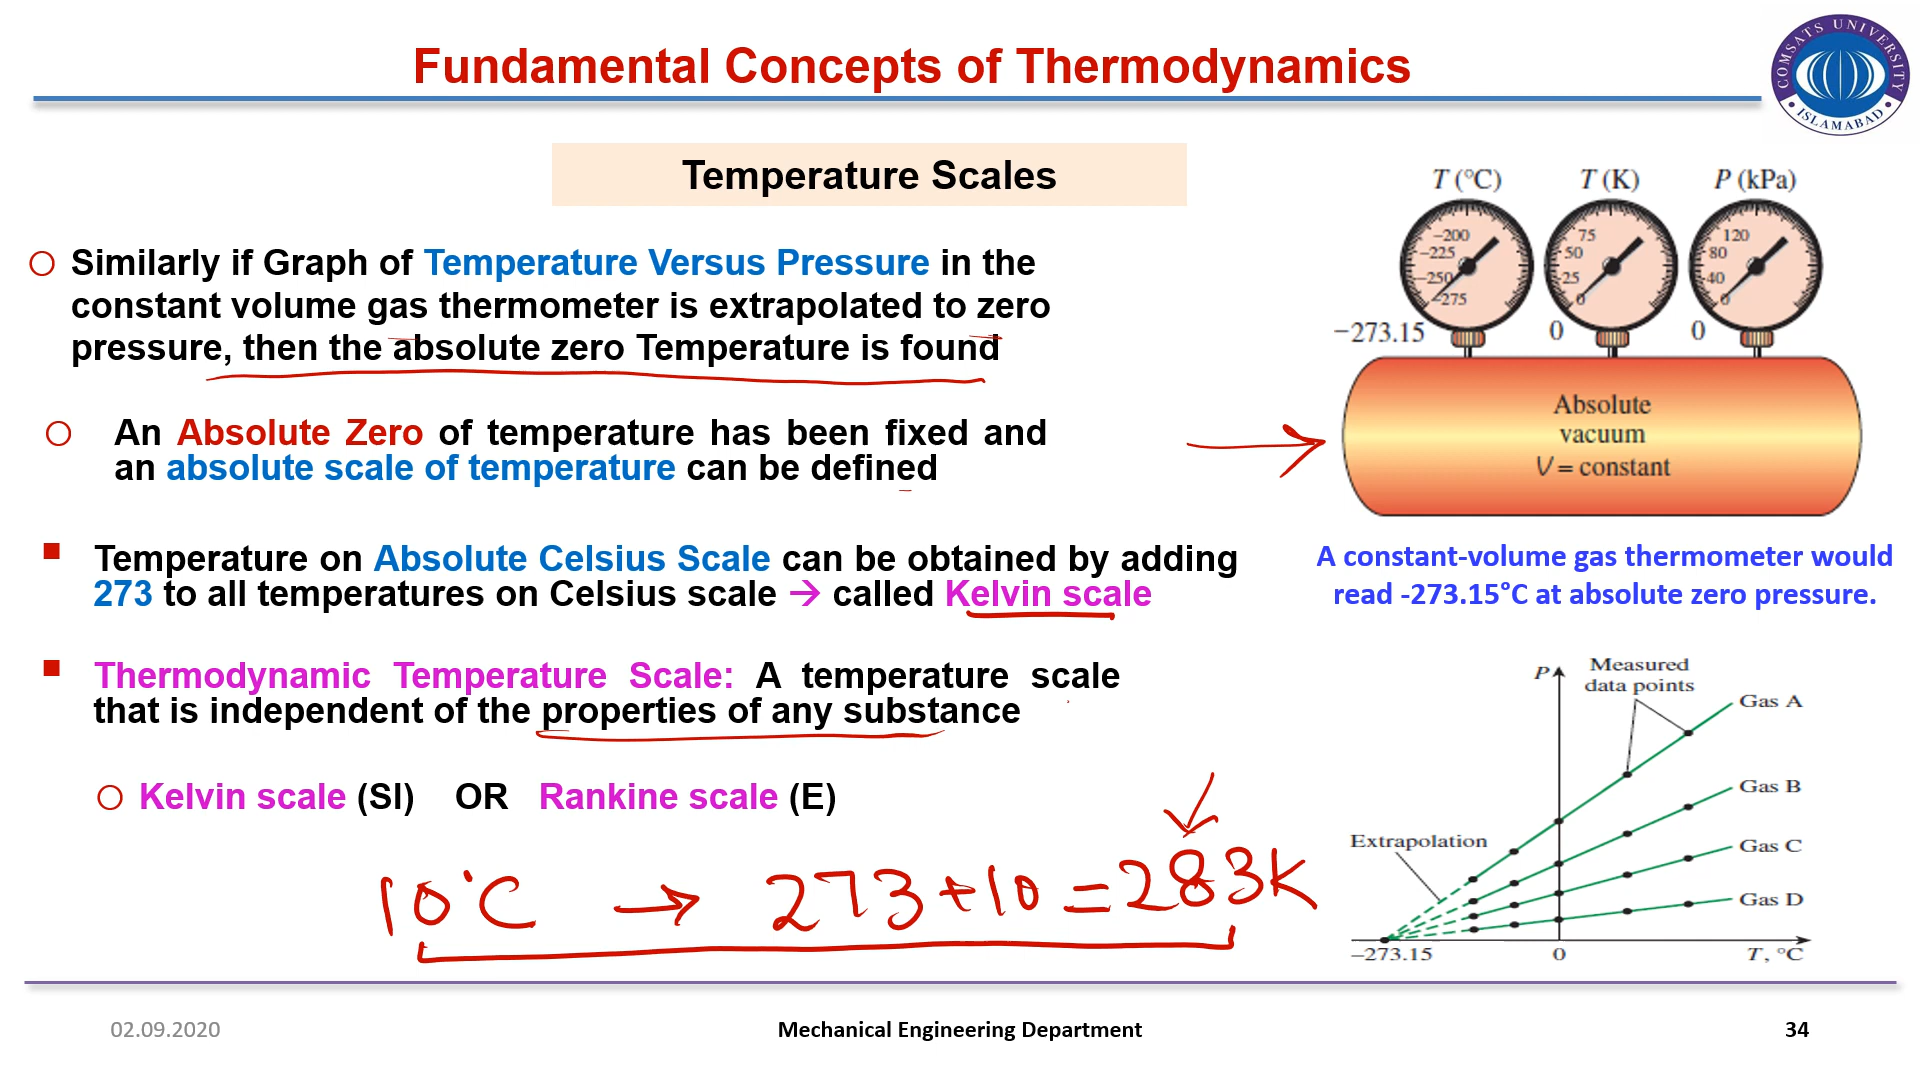 Fundamental Concepts of Thermodynamics
COMSATS UNIVERSITY
ISLAMABAD
Temperature Scales
Similarly if Graph of Temperature Versus Pressure in the
constant volume gas thermometer is extrapolated to zero
pressure, then the absolute zero Temperature is found
An Absolute Zero of temperature has been fixed and
an absolute scale of temperature can be defined
Temperature on Absolute Celsius Scale can be obtained by adding
273 to all temperatures on Celsius scale → called Kelvin scale
Thermodynamic Temperature Scale: A temperature scale
that is independent of the properties of any substance
Kelvin scale (SI) OR Rankine scale (E)
10°C → 273+10=283K
T (°C) T (K) P (kPa)
−200
−225
−250
−275
75
50
25
0
120
80
40
0
−273.15 0 0
Absolute
vacuum
V = constant
A constant-volume gas thermometer would
read -273.15°C at absolute zero pressure.
P
Measured
data points
Gas A
Gas B
Extrapolation
Gas C
Gas D
−273.15 0 T, °C
02.09.2020 Mechanical Engineering Department 34